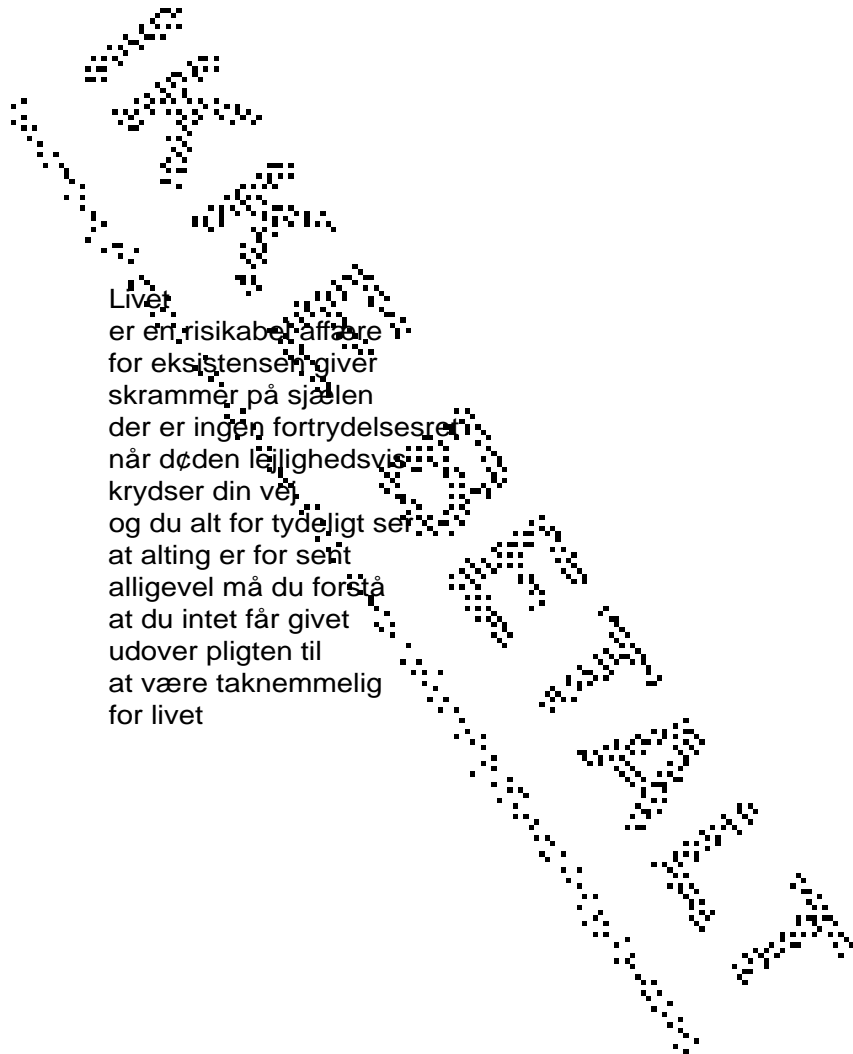 IKKE BETALT
Livet
er en risikabel affære
for eksistensen giver
skrammer på sjælen
der er ingen fortrydelsesret
når d¢den lejlighedsvis
krydser din vej
og du alt for tydeligt ser
at alting er for sent
alligevel må du forstå
at du intet får givet
udover pligten til
at være taknemmelig
for livet